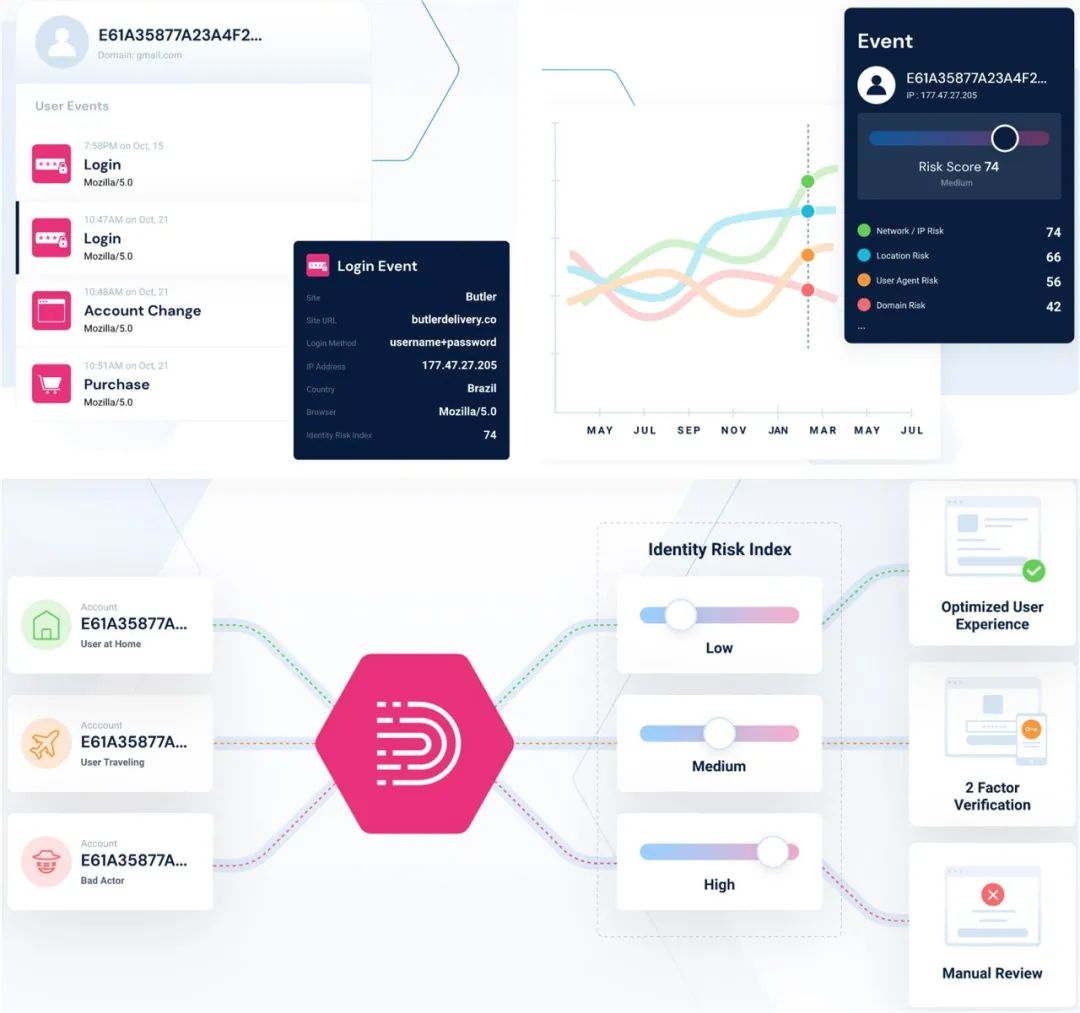 E61A35877A23A4F2...
Domain: gmail.com
User Events
7:58PM on Oct, 15
Login
Mozilla/5.0
10:47AM on Oct, 21
Login
Mozilla/5.0
10:48AM on Oct, 21
Account Change
Mozilla/5.0
10:51AM on Oct, 21
Purchase
Mozilla/5.0
Login Event
Site Butler
Site URL butlerdelivery.co
Login Method username+password
IP Address 177.47.27.205
Country Brazil
Browser Mozilla/5.0
Identity Risk Index 74
MAY JUL SEP NOV JAN MAR MAY JUL
Event
E61A35877A23A4F2...
IP : 177.47.27.205
Risk Score 74
Medium
Network / IP Risk 74
Location Risk 66
User Agent Risk 56
Domain Risk 42
...
Account
E61A35877A...
User at Home
Acccount
E61A35877A...
User Traveling
Account
E61A35877A...
Bad Actor
Identity Risk Index
Low
Medium
High
Optimized User
Experience
2 Factor
Verification
Manual Review